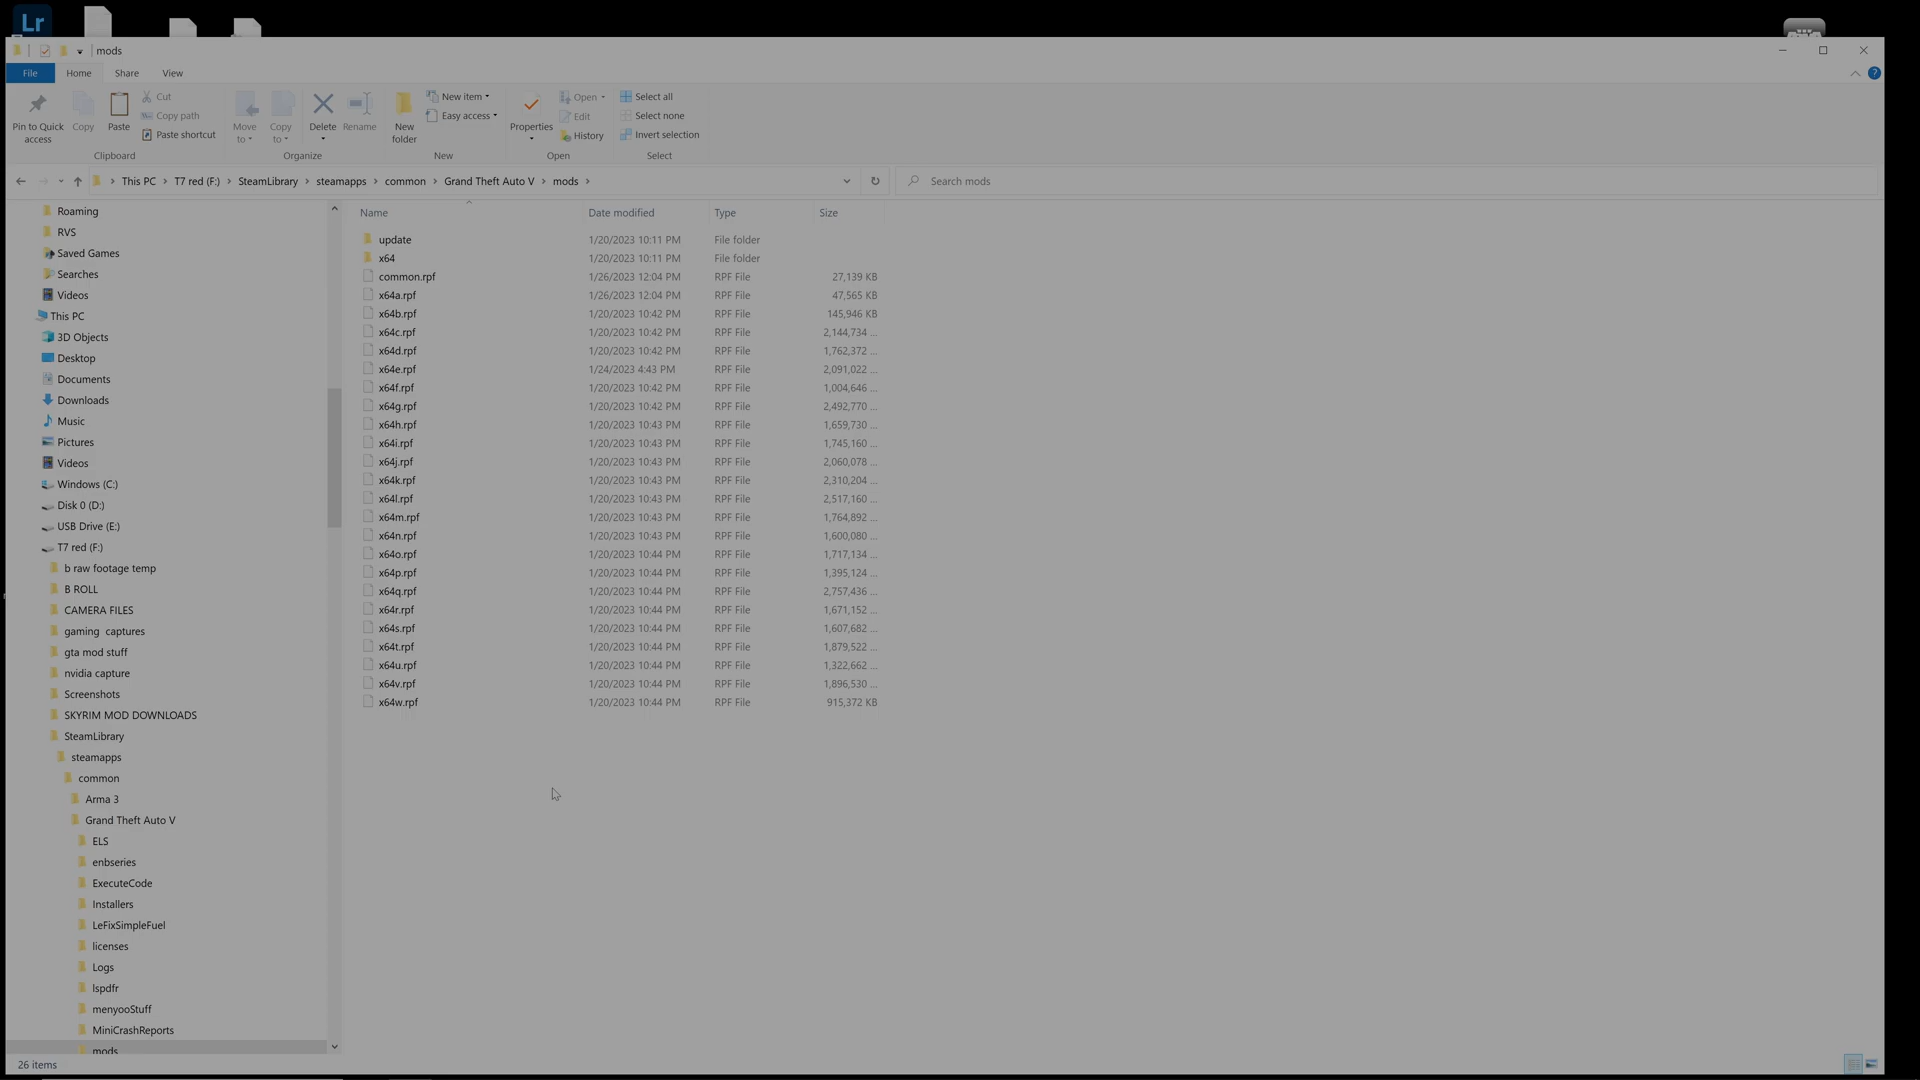 Lr
mods
File Home Share View
Pin to Quick access
Copy
Paste
Cut
Copy path
Paste shortcut
Clipboard
Move to
Copy to
Delete
Rename
Organize
New folder
New item
Easy access
New
Properties
Open
Edit
History
Open
Select all
Select none
Invert selection
Select
This PC > T7 red (F:) > SteamLibrary > steamapps > common > Grand Theft Auto V > mods >
Search mods
Roaming
RVS
Saved Games
Searches
Videos
This PC
3D Objects
Desktop
Documents
Downloads
Music
Pictures
Videos
Windows (C:)
Disk 0 (D:)
USB Drive (E:)
T7 red (F:)
b raw footage temp
B ROLL
CAMERA FILES
gaming captures
gta mod stuff
nvidia capture
Screenshots
SKYRIM MOD DOWNLOADS
SteamLibrary
steamapps
common
Arma 3
Grand Theft Auto V
ELS
enbseries
ExecuteCode
Installers
LeFixSimpleFuel
licenses
Logs
lspdfr
menyooStuff
MiniCrashReports
mods
Name Date modified Type Size
update 1/20/2023 10:11 PM File folder
x64 1/20/2023 10:11 PM File folder
common.rpf 1/26/2023 12:04 PM RPF File 27,139 KB
x64a.rpf 1/26/2023 12:04 PM RPF File 47,565 KB
x64b.rpf 1/20/2023 10:42 PM RPF File 145,946 KB
x64c.rpf 1/20/2023 10:42 PM RPF File 2,144,734 ...
x64d.rpf 1/20/2023 10:42 PM RPF File 1,762,372 ...
x64e.rpf 1/24/2023 4:43 PM RPF File 2,091,022 ...
x64f.rpf 1/20/2023 10:42 PM RPF File 1,004,646 ...
x64g.rpf 1/20/2023 10:42 PM RPF File 2,492,770 ...
x64h.rpf 1/20/2023 10:43 PM RPF File 1,659,730 ...
x64i.rpf 1/20/2023 10:43 PM RPF File 1,745,160 ...
x64j.rpf 1/20/2023 10:43 PM RPF File 2,060,078 ...
x64k.rpf 1/20/2023 10:43 PM RPF File 2,310,204 ...
x64l.rpf 1/20/2023 10:43 PM RPF File 2,517,160 ...
x64m.rpf 1/20/2023 10:43 PM RPF File 1,764,892 ...
x64n.rpf 1/20/2023 10:43 PM RPF File 1,600,080 ...
x64o.rpf 1/20/2023 10:44 PM RPF File 1,717,134 ...
x64p.rpf 1/20/2023 10:44 PM RPF File 1,395,124 ...
x64q.rpf 1/20/2023 10:44 PM RPF File 2,757,436 ...
x64r.rpf 1/20/2023 10:44 PM RPF File 1,671,152 ...
x64s.rpf 1/20/2023 10:44 PM RPF File 1,607,682 ...
x64t.rpf 1/20/2023 10:44 PM RPF File 1,879,522 ...
x64u.rpf 1/20/2023 10:44 PM RPF File 1,322,662 ...
x64v.rpf 1/20/2023 10:44 PM RPF File 1,896,530 ...
x64w.rpf 1/20/2023 10:44 PM RPF File 915,372 KB
26 items